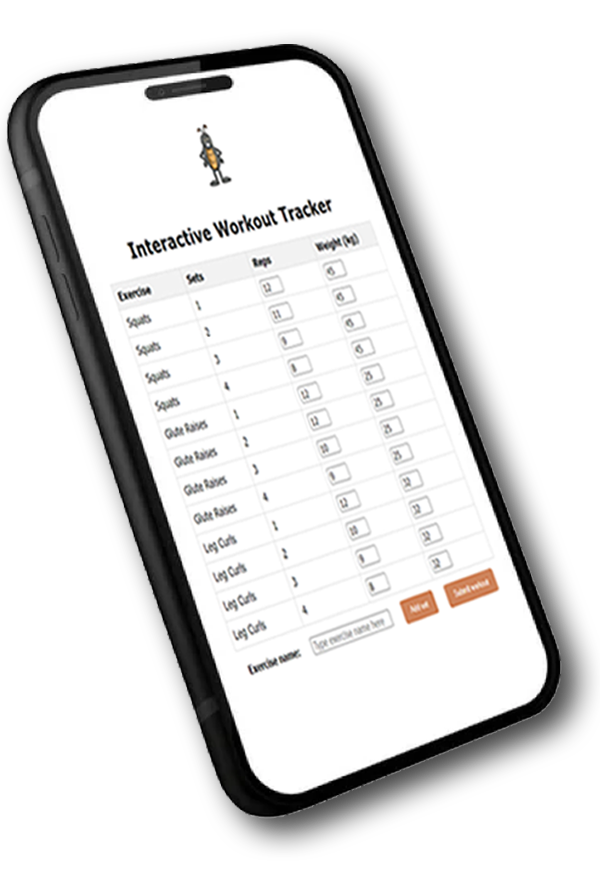 Interactive Workout Tracker
Exercise Sets Reps Weight (kg)
Squats 1 12 45
Squats 2 11 45
Squats 3 9 45
Squats 4 8 45
Glute Raises 1 12 25
Glute Raises 2 12 25
Glute Raises 3 10 25
Glute Raises 4 9 25
Leg Curls 1 12 32
Leg Curls 2 10 32
Leg Curls 3 9 32
Leg Curls 4 8 32
Exercise name: Type exercise name here Add set Submit workout